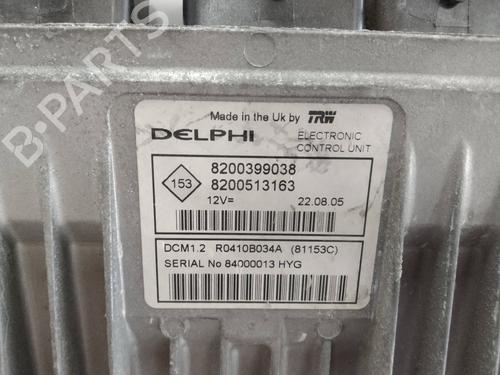 B-PARTS
Made in the Uk by TRW
DELPHI ELECTRONIC
CONTROL UNIT
153
8200399038
8200513163
12V= 22.08.05
DCM1.2 R0410B034A (81153C)
SERIAL No 84000013 HYG